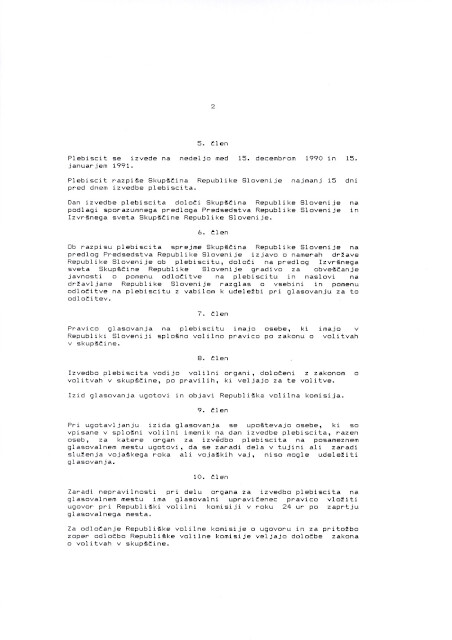 2
5. člen
Plebiscit se izvede na nedeljo med 15. decembrom 1990 in 15.
januarjem 1991.
Plebiscit razpiše Skupščina Republike Slovenije najmanj 15 dni
pred dnem izvedbe plebiscita.
Dan izvedbe plebiscita določi Skupščina Republike Slovenije na
podlagi sporazumnega predloga Predsedstva Republike Slovenije in
Izvršnega sveta Skupščine Republike Slovenije.
6. člen
Ob razpisu plebiscita sprejme Skupščina Republike Slovenije na
predlog Predsedstva Republike Slovenije izjavo o namerah države
Republike Slovenije ob plebiscitu, določi na predlog Izvršnega
sveta Skupščine Republike Slovenije gradivo za obveščanje
javnosti o pomenu odločitve na plebiscitu in naslovi na
državljane Republike Slovenije razglas o vsebini in pomenu
odločitve na plebiscitu z vabilom k udeležbi pri glasovanju za to
odločitev.
7. člen
Pravico glasovanja na plebiscitu imajo osebe, ki imajo v
Republiki Sloveniji splošno volilno pravico po zakonu o volitvah
v skupščine.
8. člen
Izvedbo plebiscita vodijo volilni organi, določeni z zakonom o
volitvah v skupščine, po pravilih, ki veljajo za te volitve.
Izid glasovanja ugotovi in objavi Republiška volilna komisija.
9. člen
Pri ugotavljanju izida glasovanja se upoštevajo osebe, ki so
vpisane v splošni volilni imenik na dan izvedbe plebiscita, razen
oseb, za katere organ za izvedbo plebiscita na posameznem
glasovalnem mestu ugotovi, da se zaradi dela v tujini ali zaradi
služenja vojaškega roka ali vojaških vaj, niso mogle udeležiti
glasovanja.
10. člen
Zaradi nepravilnosti pri delu organa za izvedbo plebiscita na
glasovalnem mestu ima glasovalni upravičenec pravico vložiti
ugovor pri Republiški volilni komisiji v roku 24 ur po zaprtju
glasovalnega mesta.
Za odločanje Republiške volilne komisije o ugovoru in za pritožbo
zoper odločbo Republiške volilne komisije veljajo določbe zakona
o volitvah v skupščine.